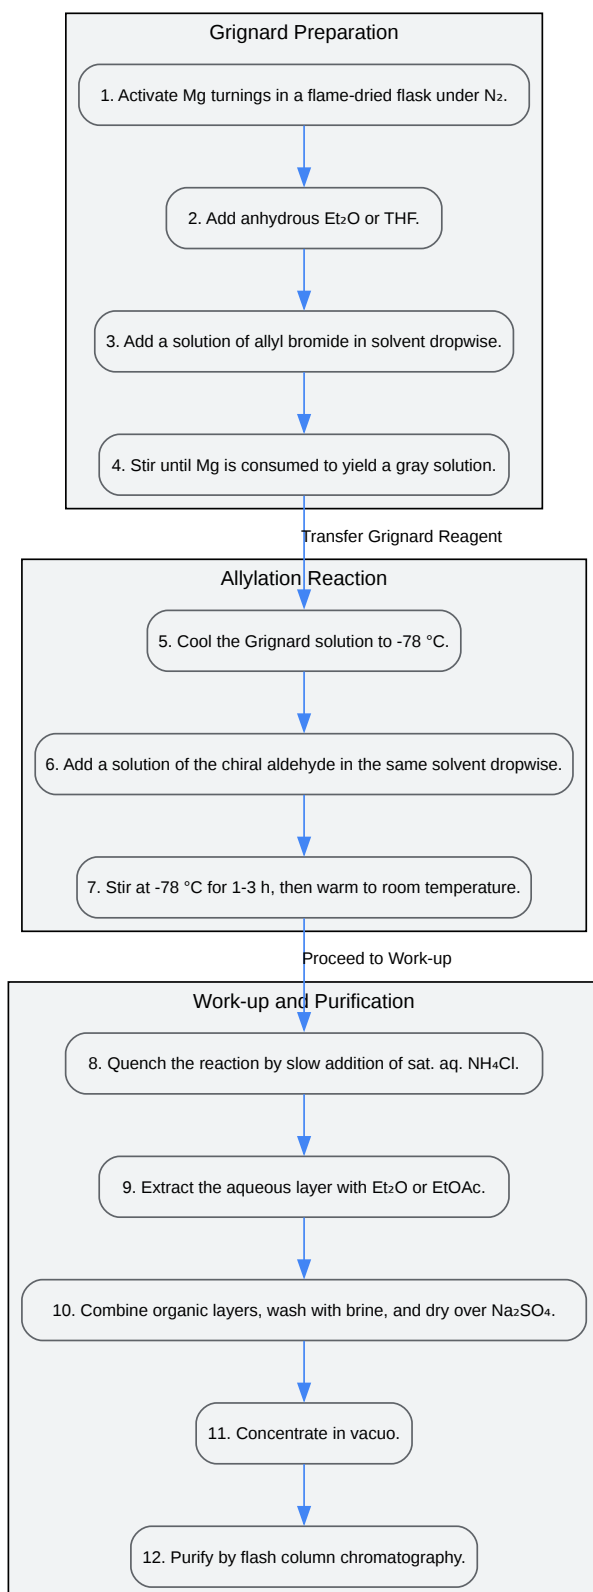 Grignard Preparation
1. Activate Mg turnings in a flame-dried flask under N₂.
2. Add anhydrous Et₂O or THF.
3. Add a solution of allyl bromide in solvent dropwise.
4. Stir until Mg is consumed to yield a gray solution.
Transfer Grignard Reagent
Allylation Reaction
5. Cool the Grignard solution to -78 °C.
6. Add a solution of the chiral aldehyde in the same solvent dropwise.
7. Stir at -78 °C for 1-3 h, then warm to room temperature.
Proceed to Work-up
Work-up and Purification
8. Quench the reaction by slow addition of sat. aq. NH₄Cl.
9. Extract the aqueous layer with Et₂O or EtOAc.
10. Combine organic layers, wash with brine, and dry over Na₂SO₄.
11. Concentrate in vacuo.
12. Purify by flash column chromatography.